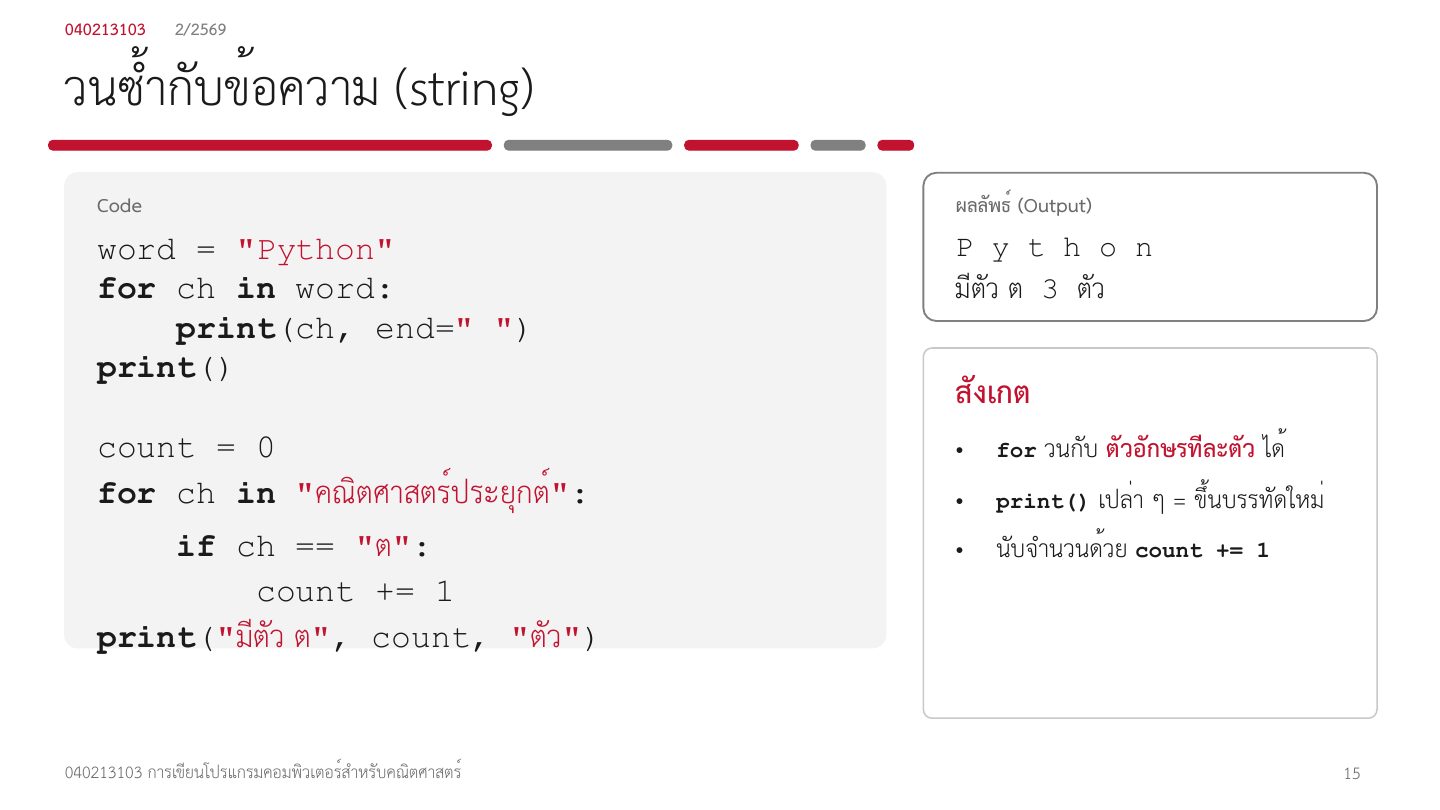 040213103 2/2569
วนซ้ำกับข้อความ (string)
Code
word = "Python"
for ch in word:
    print(ch, end=" ")
print()
count = 0
for ch in "คณิตศาสตร์ประยุกต์":
    if ch == "ต":
        count += 1
print("มีตัว ต", count, "ตัว")
ผลลัพธ์ (Output)
P y t h o n
มีตัว ต 3 ตัว
สังเกต
• for วนกับ ตัวอักษรทีละตัว ได้
• print() เปล่า ๆ = ขึ้นบรรทัดใหม่
• นับจำนวนด้วย count += 1
040213103 การเขียนโปรแกรมคอมพิวเตอร์สำหรับคณิตศาสตร์
15